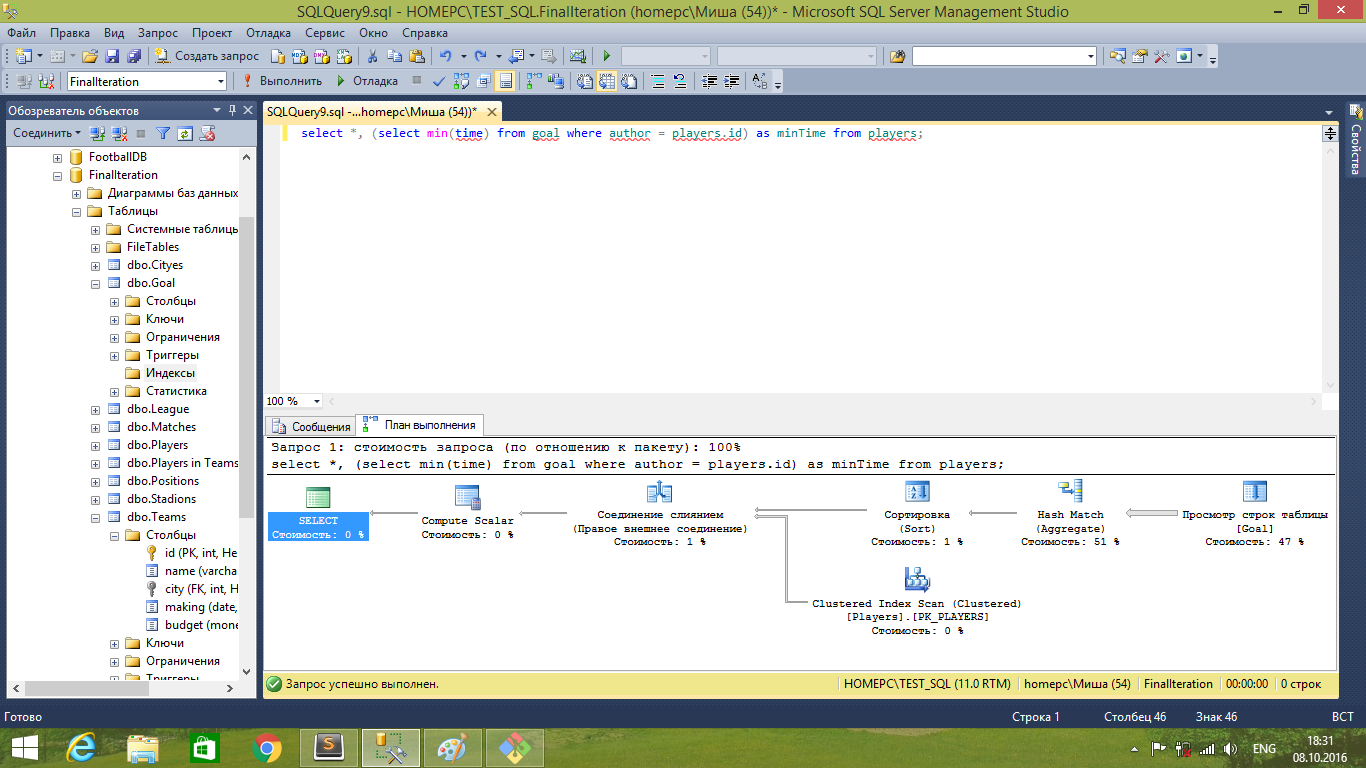 SQLQuery9.sql - HOMEPC\TEST_SQL.FinalIteration (homepc\Миша (54))* - Microsoft SQL Server Management Studio
Файл Правка Вид Запрос Проект Отладка Сервис Окно Справка
Создать запрос
FinalIteration Выполнить Отладка
Обозреватель объектов
SQLQuery9.sql -...homepc\Миша (54))*
Соединить
select *, (select min(time) from goal where author = players.id) as minTime from players;
Свойства
FootballDB
FinalIteration
Диаграммы баз данных
Таблицы
Системные таблицы
FileTables
dbo.Cityes
dbo.Goal
Столбцы
Ключи
Ограничения
Триггеры
Индексы
Статистика
dbo.League
dbo.Matches
dbo.Players
dbo.Players in Teams
dbo.Positions
dbo.Stadions
dbo.Teams
Столбцы
id (PK, int, Не
name (varcha
city (FK, int, Н
making (date,
budget (mone
Ключи
Ограничения
Триггеры
100 %
Сообщения План выполнения
Запрос 1: стоимость запроса (по отношению к пакету): 100%
select *, (select min(time) from goal where author = players.id) as minTime from players;
SELECT
Стоимость: 0 %
Compute Scalar
Стоимость: 0 %
Соединение слиянием
(Правое внешнее соединение)
Стоимость: 1 %
Сортировка
(Sort)
Стоимость: 1 %
Hash Match
(Aggregate)
Стоимость: 51 %
Просмотр строк таблицы
[Goal]
Стоимость: 47 %
Clustered Index Scan (Clustered)
[Players].[PK_PLAYERS]
Стоимость: 0 %
Запрос успешно выполнен.
HOMEPC\TEST_SQL (11.0 RTM) homepc\Миша (54) FinalIteration 00:00:00 0 строк
Готово Строка 1 Столбец 46 Знак 46 ВСТ
ENG
18:31
08.10.2016